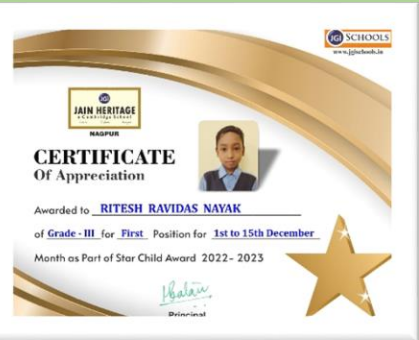 JGI SCHOOLS
www.jgischools.in
JGI
JAIN HERITAGE
a Cambridge School
NAGPUR
CERTIFICATE
Of Appreciation
Awarded to RITESH RAVIDAS NAYAK
of Grade - III for First Position for 1st to 15th December
Month as Part of Star Child Award 2022- 2023
Principal